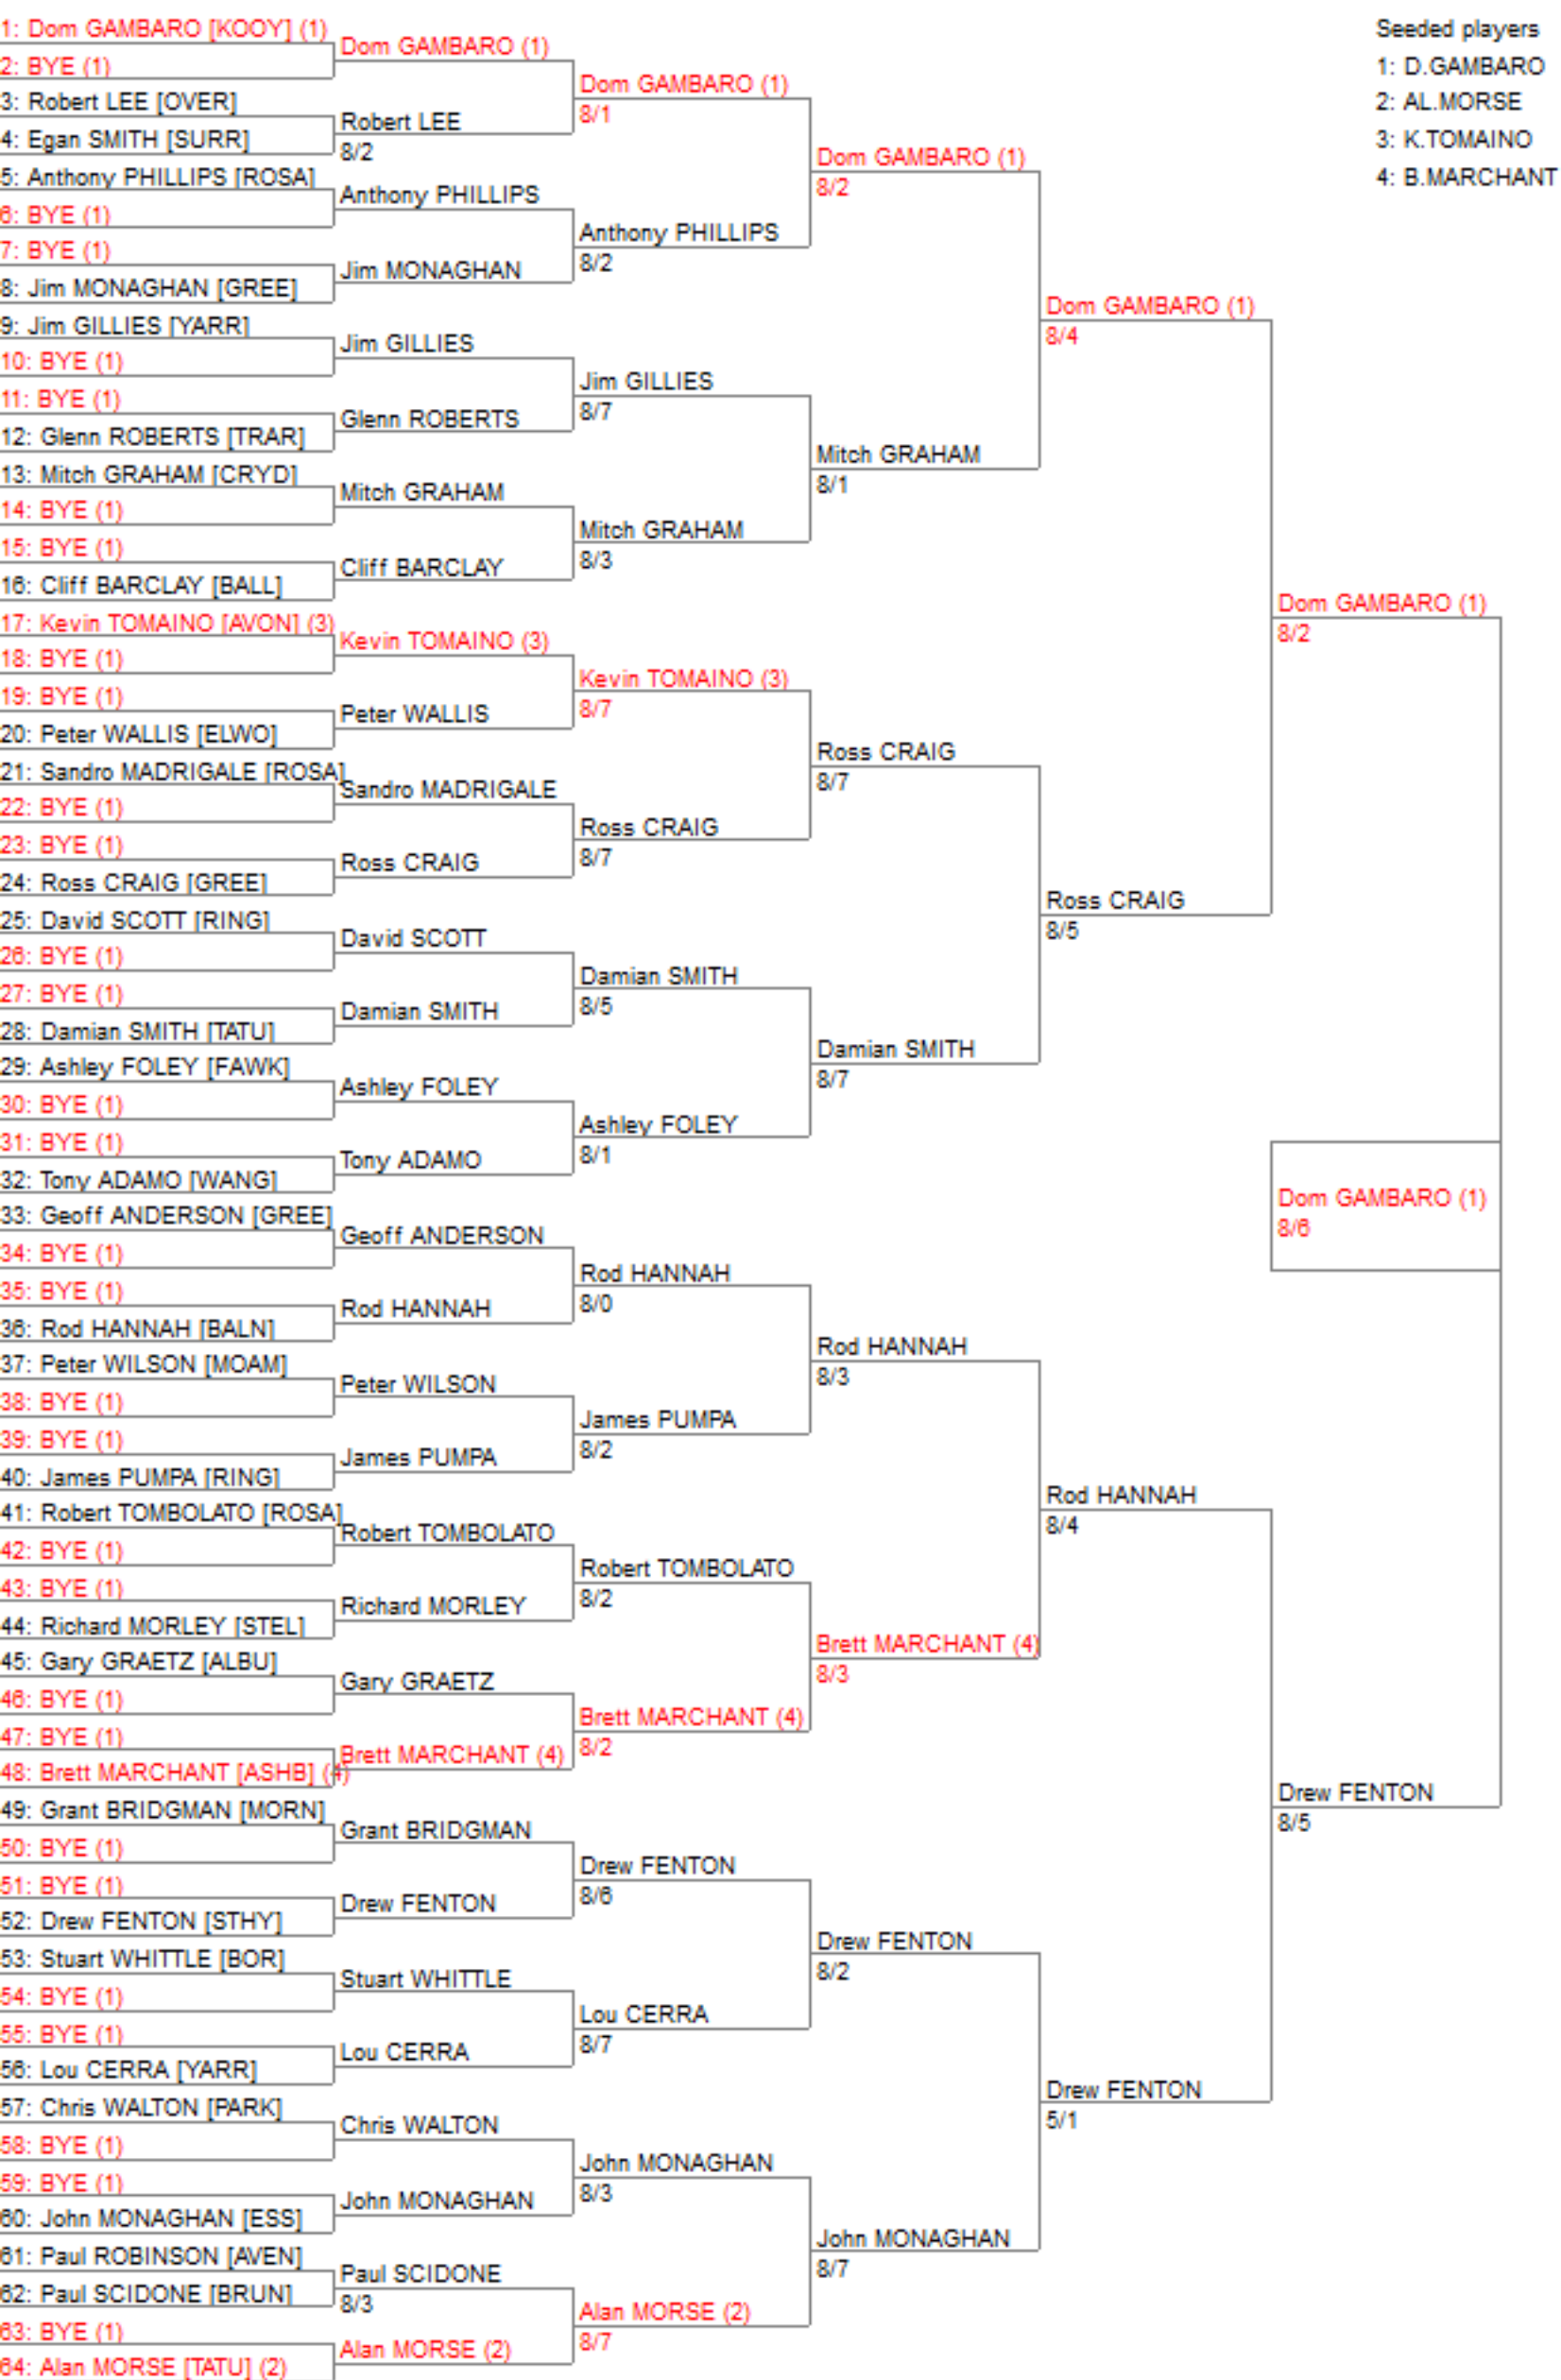 1: Dom GAMBARO [KOOY] (1)
2: BYE (1)
3: Robert LEE [OVER]
4: Egan SMITH [SURR]
5: Anthony PHILLIPS [ROSA]
6: BYE (1)
7: BYE (1)
8: Jim MONAGHAN [GREE]
9: Jim GILLIES [YARR]
10: BYE (1)
11: BYE (1)
12: Glenn ROBERTS [TRAR]
13: Mitch GRAHAM [CRYD]
14: BYE (1)
15: BYE (1)
16: Cliff BARCLAY [BALL]
17: Kevin TOMAINO [AVON] (3)
18: BYE (1)
19: BYE (1)
20: Peter WALLIS [ELWO]
21: Sandro MADRIGALE [ROSA]
22: BYE (1)
23: BYE (1)
24: Ross CRAIG [GREE]
25: David SCOTT [RING]
26: BYE (1)
27: BYE (1)
28: Damian SMITH [TATU]
29: Ashley FOLEY [FAWK]
30: BYE (1)
31: BYE (1)
32: Tony ADAMO [WANG]
33: Geoff ANDERSON [GREE]
34: BYE (1)
35: BYE (1)
36: Rod HANNAH [BALN]
37: Peter WILSON [MOAM]
38: BYE (1)
39: BYE (1)
40: James PUMPA [RING]
41: Robert TOMBOLATO [ROSA]
42: BYE (1)
43: BYE (1)
44: Richard MORLEY [STEL]
45: Gary GRAETZ [ALBU]
46: BYE (1)
47: BYE (1)
48: Brett MARCHANT [ASHB] (4)
49: Grant BRIDGMAN [MORN]
50: BYE (1)
51: BYE (1)
52: Drew FENTON [STHY]
53: Stuart WHITTLE [BOR]
54: BYE (1)
55: BYE (1)
56: Lou CERRA [YARR]
57: Chris WALTON [PARK]
58: BYE (1)
59: BYE (1)
60: John MONAGHAN [ESS]
61: Paul ROBINSON [AVEN]
62: Paul SCIDONE [BRUN]
63: BYE (1)
64: Alan MORSE [TATU] (2)
Dom GAMBARO (1)
Robert LEE
8/2
Anthony PHILLIPS
Jim MONAGHAN
Jim GILLIES
Glenn ROBERTS
Mitch GRAHAM
Cliff BARCLAY
Kevin TOMAINO (3)
Peter WALLIS
Sandro MADRIGALE
Ross CRAIG
David SCOTT
Damian SMITH
Ashley FOLEY
Tony ADAMO
Geoff ANDERSON
Rod HANNAH
Peter WILSON
James PUMPA
Robert TOMBOLATO
Richard MORLEY
Gary GRAETZ
Brett MARCHANT (4)
Grant BRIDGMAN
Drew FENTON
Stuart WHITTLE
Lou CERRA
Chris WALTON
John MONAGHAN
Paul SCIDONE
8/3
Alan MORSE (2)
Dom GAMBARO (1)
8/1
Anthony PHILLIPS
8/2
Jim GILLIES
8/7
Mitch GRAHAM
8/3
Kevin TOMAINO (3)
8/7
Ross CRAIG
8/7
Damian SMITH
8/5
Ashley FOLEY
8/1
Rod HANNAH
8/0
James PUMPA
8/2
Robert TOMBOLATO
8/2
Brett MARCHANT (4)
8/2
Drew FENTON
8/6
Lou CERRA
8/7
John MONAGHAN
8/3
Alan MORSE (2)
8/7
Dom GAMBARO (1)
8/2
Mitch GRAHAM
8/1
Ross CRAIG
8/7
Damian SMITH
8/7
Rod HANNAH
8/3
Brett MARCHANT (4)
8/3
Drew FENTON
8/2
John MONAGHAN
8/7
Dom GAMBARO (1)
8/4
Ross CRAIG
8/5
Rod HANNAH
8/4
Drew FENTON
5/1
Dom GAMBARO (1)
8/2
Drew FENTON
8/5
Dom GAMBARO (1)
8/6
Seeded players
1: D.GAMBARO
2: AL.MORSE
3: K.TOMAINO
4: B.MARCHANT